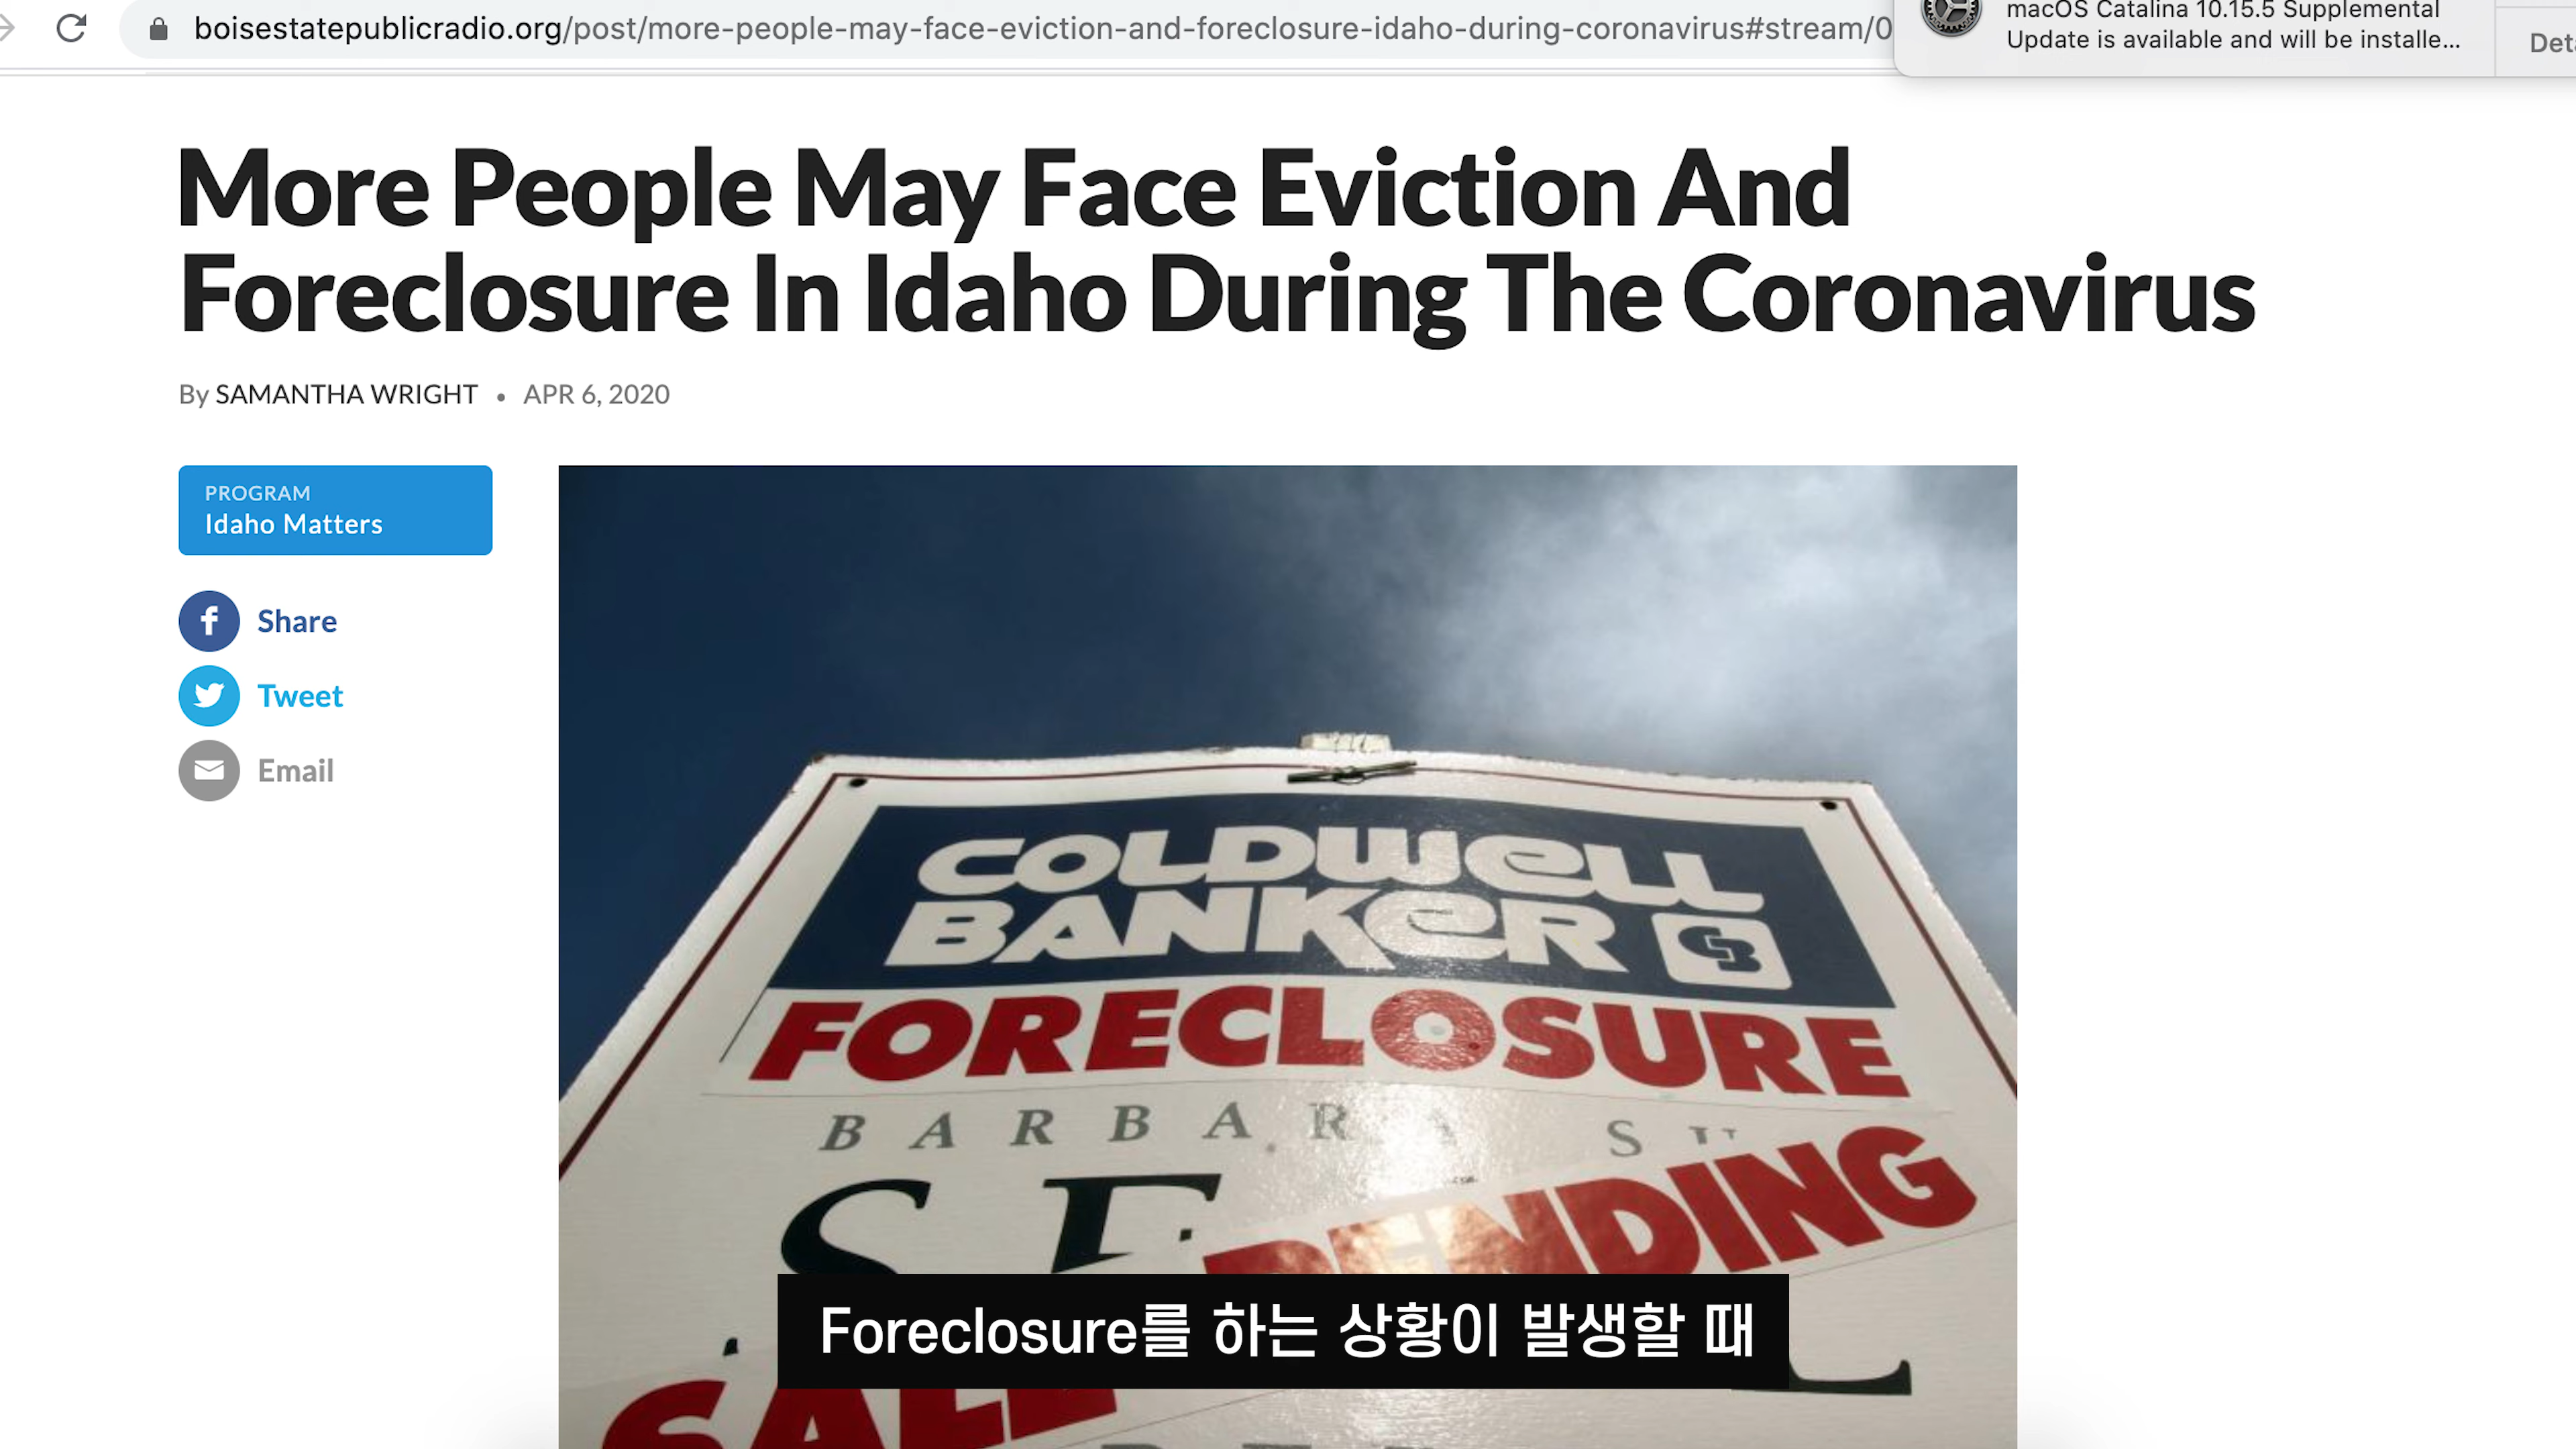 boisestatepublicradio.org/post/more-people-may-face-eviction-and-foreclosure-idaho-during-coronavirus#stream/0
macOS Catalina 10.15.5 Supplemental
Update is available and will be installe...
More People May Face Eviction And
Foreclosure In Idaho During The Coronavirus
By SAMANTHA WRIGHT • APR 6, 2020
PROGRAM
Idaho Matters
Share
Tweet
Email
COLDWELL
BANKER
FORECLOSURE
BARBARA
PENDING
SALE
Foreclosure를 하는 상황이 발생할 때